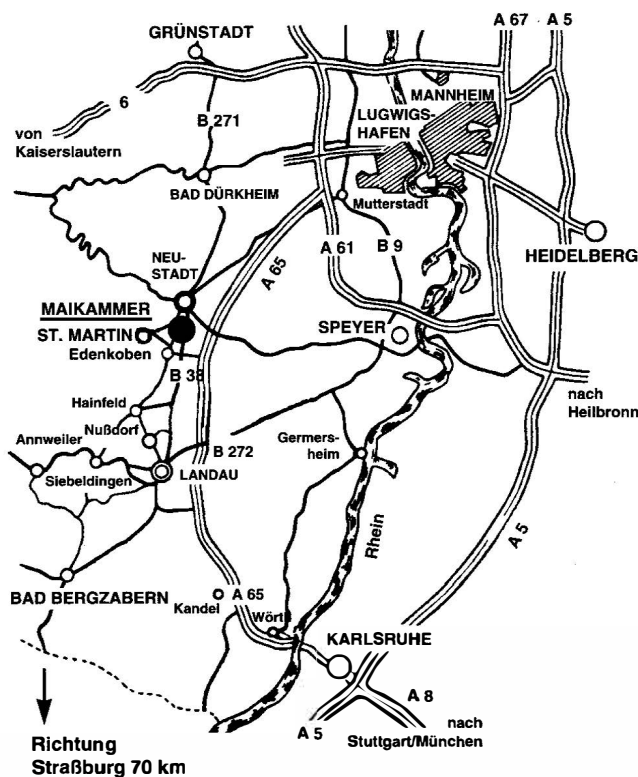 A 67
A 5
GRÜNSTADT
MANNHEIM
6
LUGWIGS-
HAFEN
B 271
von
Kaiserslautern
BAD DÜRKHEIM
Mutterstadt
NEU-
STADT
A 65
A 61
B 9
HEIDELBERG
MAIKAMMER
ST. MARTIN
SPEYER
Edenkoben
B 38
nach
Heilbronn
Hainfeld
Nußdorf
Annweiler
Germers-
heim
B 272
Siebeldingen
LANDAU
A 5
Rhein
BAD BERGZABERN
A 65
Kandel
Wörth
KARLSRUHE
A 8
A 5
nach
Stuttgart/München
Richtung
Straßburg 70 km